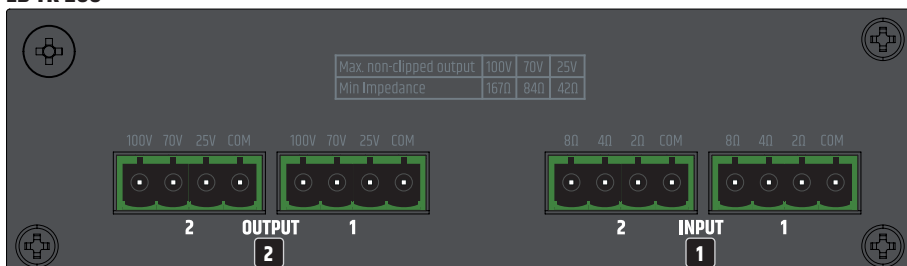 Max. non-clipped output 100V 70V 25V
Min Impedance 167Ω 84Ω 42Ω
100V 70V 25V COM 100V 70V 25V COM 8Ω 4Ω 2Ω COM 8Ω 4Ω 2Ω COM
2 OUTPUT 1 2 INPUT 1
2 1